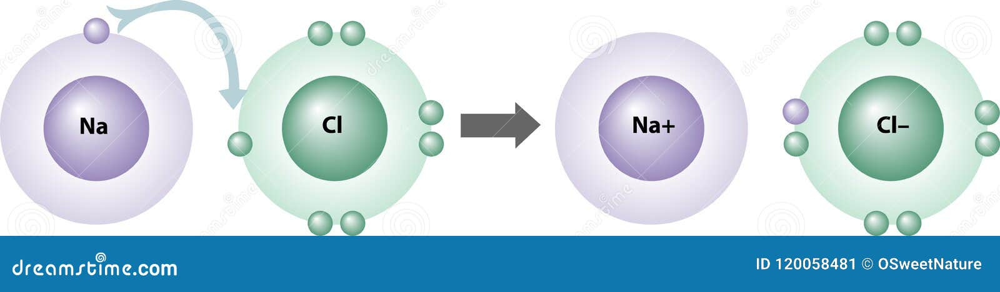 Na
Cl
Na+
Cl–
dreamstime.com
ID 120058481 © OSweetNature